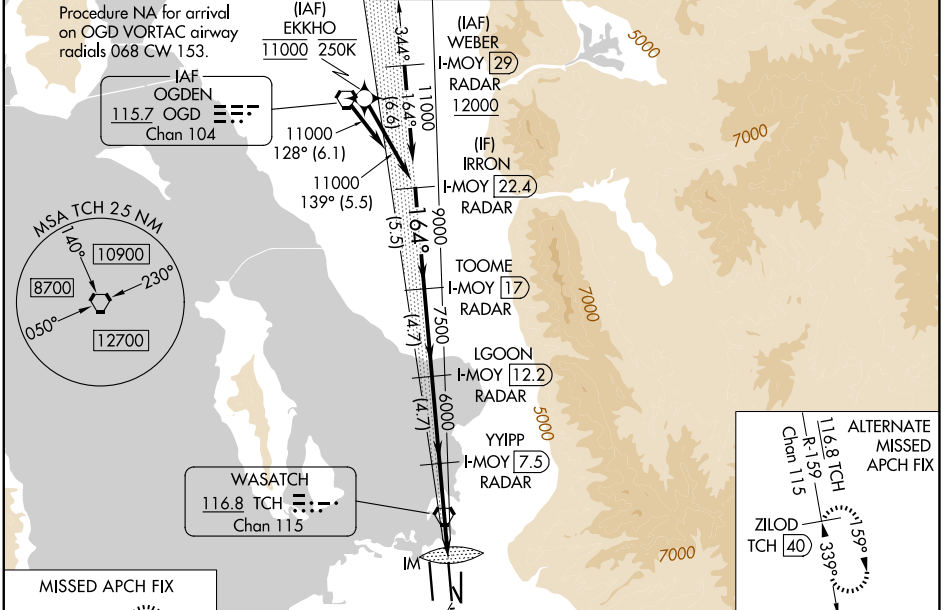 Procedure NA for arrival
on OGD VORTAC airway
radials 068 CW 153.
(IAF)
EKKHO
11000 250K
IAF
OGDEN
115.7 OGD
Chan 104
11000
128° (6.1)
11000
139° (5.5)
344°
164°
(6.6)
11000
(IAF)
WEBER
I-MOY 29
RADAR
12000
(IF)
IRRON
I-MOY 22.4
RADAR
164°
(5.5)
9000
TOOME
I-MOY 17
RADAR
(4.7)
7500
LGOON
I-MOY 12.2
RADAR
(4.7)
6000
YYIPP
I-MOY 7.5
RADAR
5000
7000
7000
5000
7000
MSA TCH 25 NM
140°
10900
8700
230°
050°
12700
WASATCH
116.8 TCH
Chan 115
IM
MISSED APCH FIX
ALTERNATE
MISSED
APCH FIX
116.8 TCH
R-159
Chan 115
ZILOD
TCH 40
159°
339°